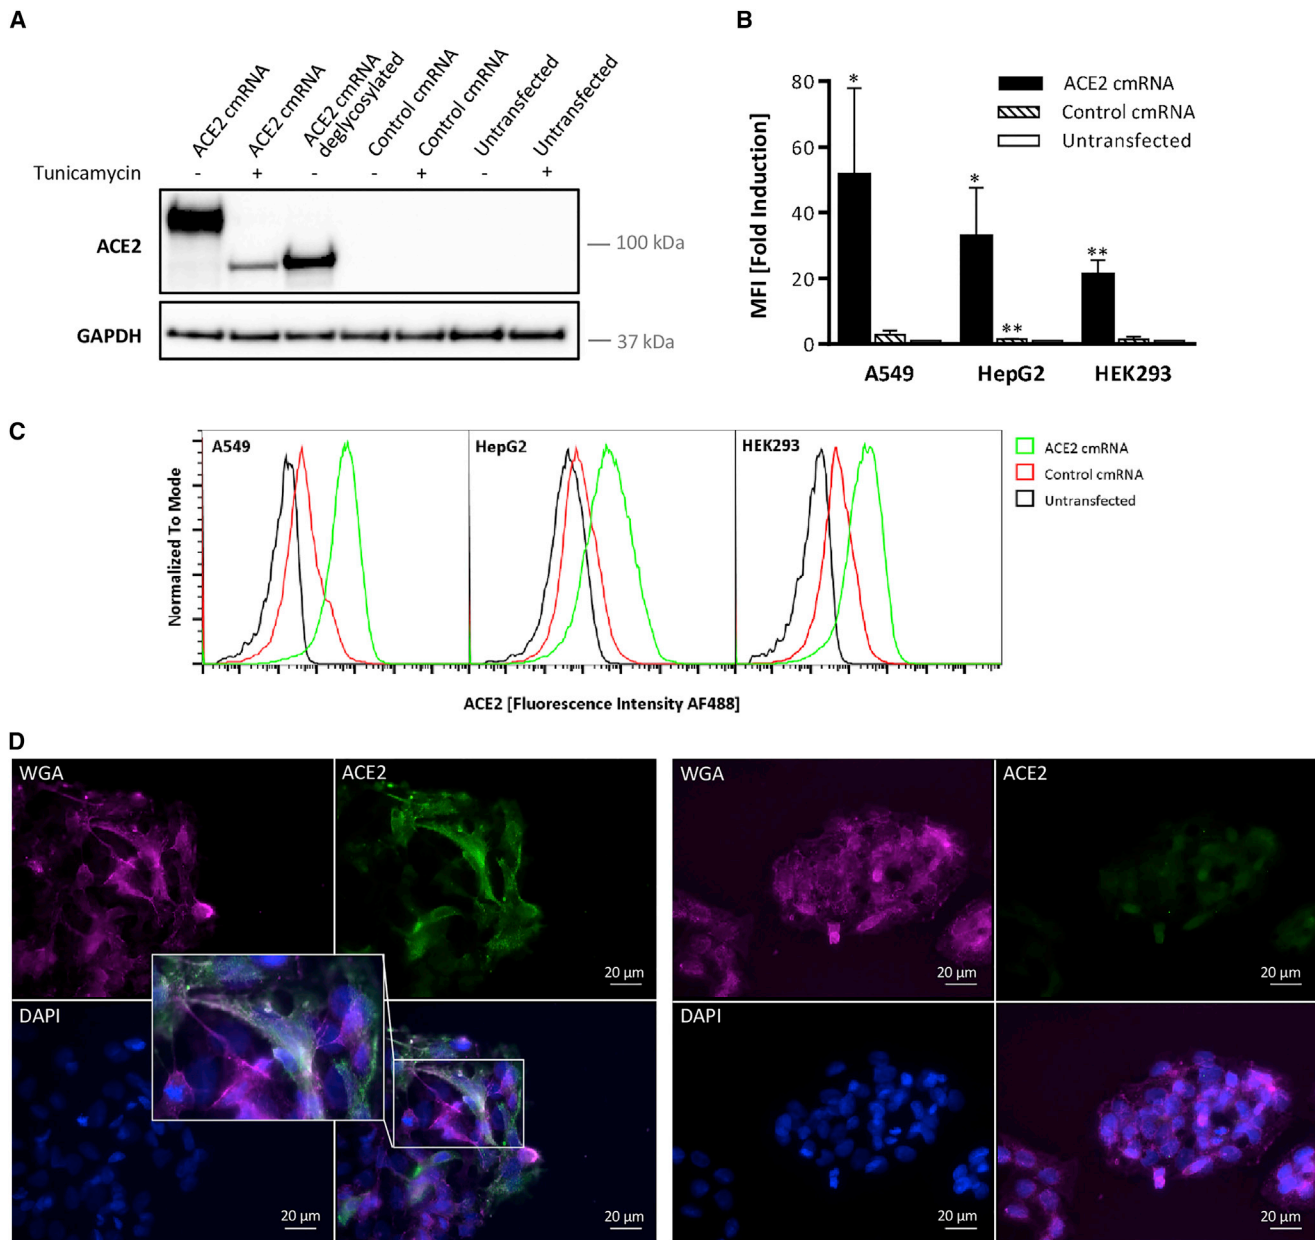 A
ACE2 cmRNA
ACE2 cmRNA
ACE2 cmRNA
deglycosylated
Control cmRNA
Control cmRNA
Untransfected
Untransfected
Tunicamycin - + - - + - +
ACE2
100 kDa
GAPDH
37 kDa
B
MFI [Fold Induction]
80
60
40
20
0
* * ** **
ACE2 cmRNA
Control cmRNA
Untransfected
A549 HepG2 HEK293
C
Normalized To Mode
A549
HepG2
HEK293
ACE2 cmRNA
Control cmRNA
Untransfected
ACE2 [Fluorescence Intensity AF488]
D
WGA
ACE2
20 µm
DAPI
20 µm
20 µm
WGA
20 µm
ACE2
20 µm
DAPI
20 µm
20 µm